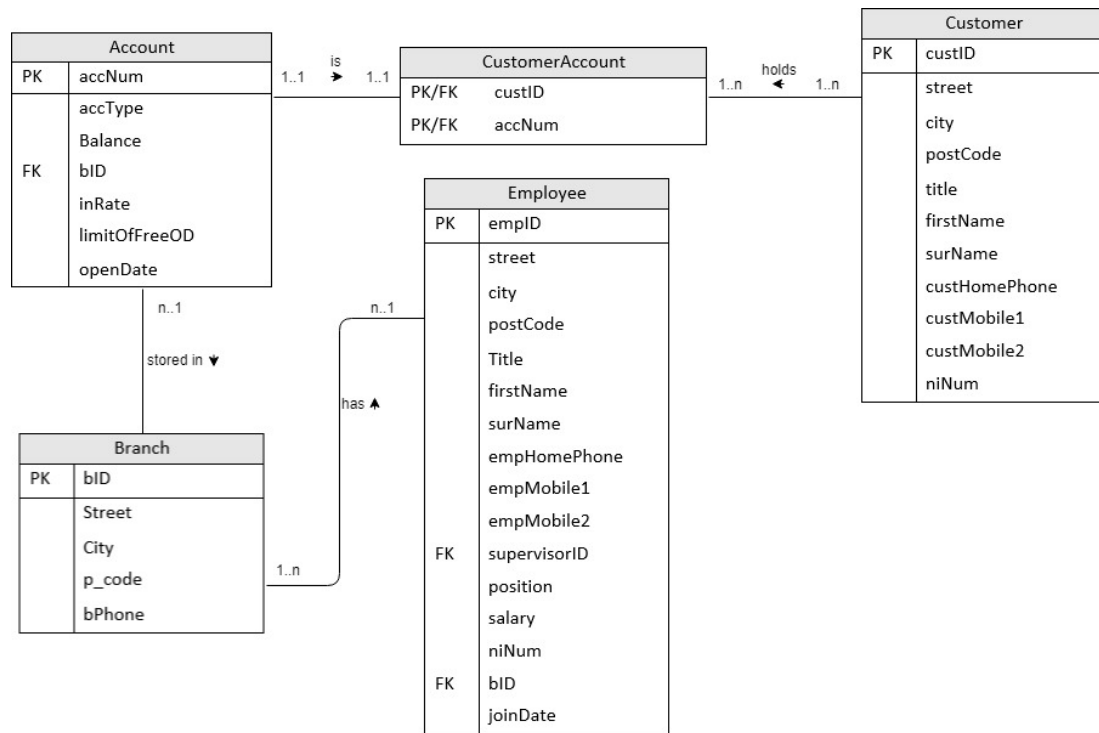 Account
PK accNum
accType
Balance
FK bID
inRate
limitOfFreeOD
openDate
1..1
is
1..1
CustomerAccount
PK/FK custID
PK/FK accNum
1..n
holds
1..n
Customer
PK custID
street
city
postCode
title
firstName
surName
custHomePhone
custMobile1
custMobile2
niNum
n..1
stored in
Branch
PK bID
Street
City
p_code
bPhone
1..n
has
n..1
Employee
PK empID
street
city
postCode
Title
firstName
surName
empHomePhone
empMobile1
empMobile2
FK supervisorID
position
salary
niNum
FK bID
joinDate